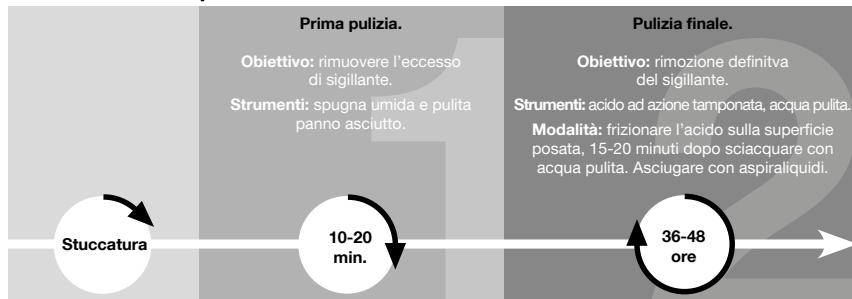 Prima pulizia.
Obiettivo: rimuovere l'eccesso
di sigillante.
Strumenti: spugna umida e pulita
panno asciutto.
Pulizia finale.
Obiettivo: rimozione definitva
del sigillante.
Strumenti: acido ad azione tamponata, acqua pulita.
Modalità: frizionare l'acido sulla superficie
posata, 15-20 minuti dopo sciacquare con
acqua pulita. Asciugare con aspiraliquidi.
1
2
Stuccatura
10-20
min.
36-48
ore